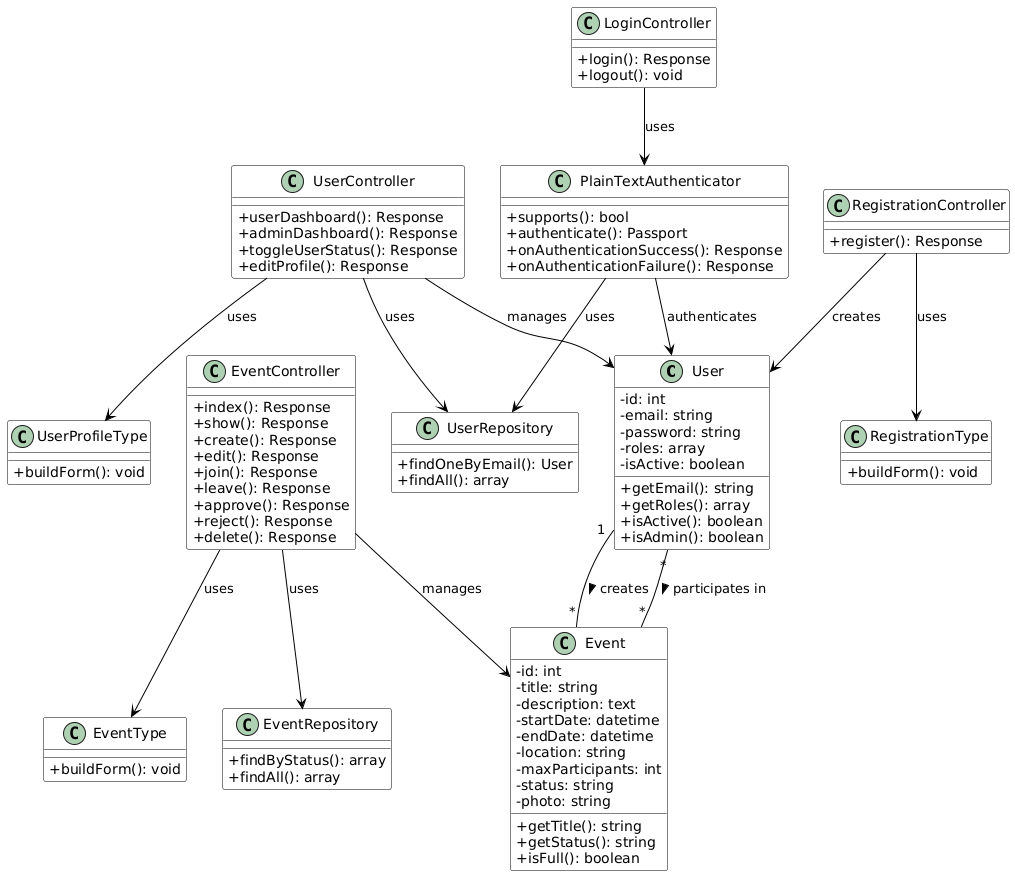 C LoginController
+login(): Response
+logout(): void
uses
C UserController
+userDashboard(): Response
+adminDashboard(): Response
+toggleUserStatus(): Response
+editProfile(): Response
C PlainTextAuthenticator
+supports(): bool
+authenticate(): Passport
+onAuthenticationSuccess(): Response
+onAuthenticationFailure(): Response
C RegistrationController
+register(): Response
uses
uses
manages
uses
authenticates
creates
uses
C UserProfileType
+buildForm(): void
C EventController
+index(): Response
+show(): Response
+create(): Response
+edit(): Response
+join(): Response
+leave(): Response
+approve(): Response
+reject(): Response
+delete(): Response
C UserRepository
+findOneByEmail(): User
+findAll(): array
C User
-id: int
-email: string
-password: string
-roles: array
-isActive: boolean
+getEmail(): string
+getRoles(): array
+isActive(): boolean
+isAdmin(): boolean
C RegistrationType
+buildForm(): void
uses
uses
manages
1
creates
*
*
participates in
*
C EventType
+buildForm(): void
C EventRepository
+findByStatus(): array
+findAll(): array
C Event
-id: int
-title: string
-description: text
-startDate: datetime
-endDate: datetime
-location: string
-maxParticipants: int
-status: string
-photo: string
+getTitle(): string
+getStatus(): string
+isFull(): boolean